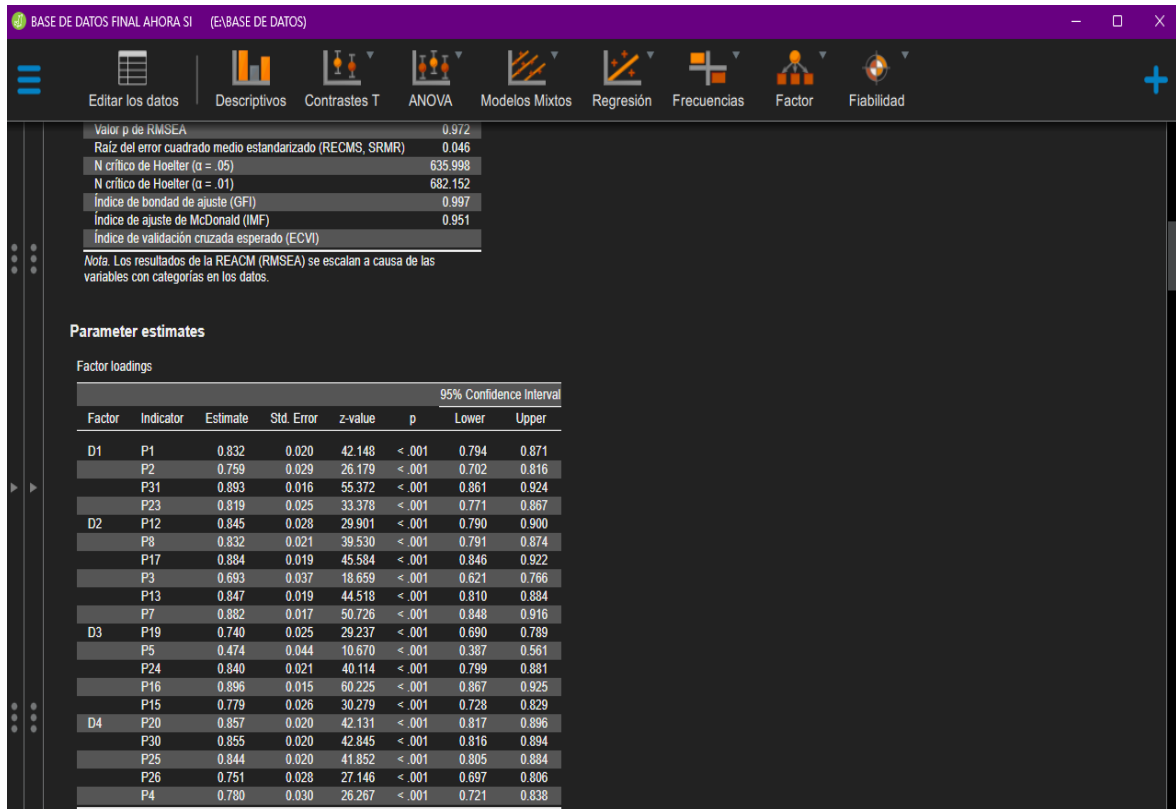 BASE DE DATOS FINAL AHORA SI (E:\BASE DE DATOS)
Editar los datos Descriptivos Contrastes T ANOVA Modelos Mixtos Regresión Frecuencias Factor Fiabilidad
Valor p de RMSEA 0.972
Raíz del error cuadrado medio estandarizado (RECMS, SRMR) 0.046
N crítico de Hoelter (α = .05) 635.998
N crítico de Hoelter (α = .01) 682.152
Índice de bondad de ajuste (GFI) 0.997
Índice de ajuste de McDonald (IMF) 0.951
Índice de validación cruzada esperado (ECVI)
Nota. Los resultados de la REACM (RMSEA) se escalan a causa de las
variables con categorías en los datos.
Parameter estimates
Factor loadings
95% Confidence Interval
Factor Indicator Estimate Std. Error z-value p Lower Upper
D1 P1 0.832 0.020 42.148 < .001 0.794 0.871
P2 0.759 0.029 26.179 < .001 0.702 0.816
P31 0.893 0.016 55.372 < .001 0.861 0.924
P23 0.819 0.025 33.378 < .001 0.771 0.867
D2 P12 0.845 0.028 29.901 < .001 0.790 0.900
P8 0.832 0.021 39.530 < .001 0.791 0.874
P17 0.884 0.019 45.584 < .001 0.846 0.922
P3 0.693 0.037 18.659 < .001 0.621 0.766
P13 0.847 0.019 44.518 < .001 0.810 0.884
P7 0.882 0.017 50.726 < .001 0.848 0.916
D3 P19 0.740 0.025 29.237 < .001 0.690 0.789
P5 0.474 0.044 10.670 < .001 0.387 0.561
P24 0.840 0.021 40.114 < .001 0.799 0.881
P16 0.896 0.015 60.225 < .001 0.867 0.925
P15 0.779 0.026 30.279 < .001 0.728 0.829
D4 P20 0.857 0.020 42.131 < .001 0.817 0.896
P30 0.855 0.020 42.845 < .001 0.816 0.894
P25 0.844 0.020 41.852 < .001 0.805 0.884
P26 0.751 0.028 27.146 < .001 0.697 0.806
P4 0.780 0.030 26.267 < .001 0.721 0.838